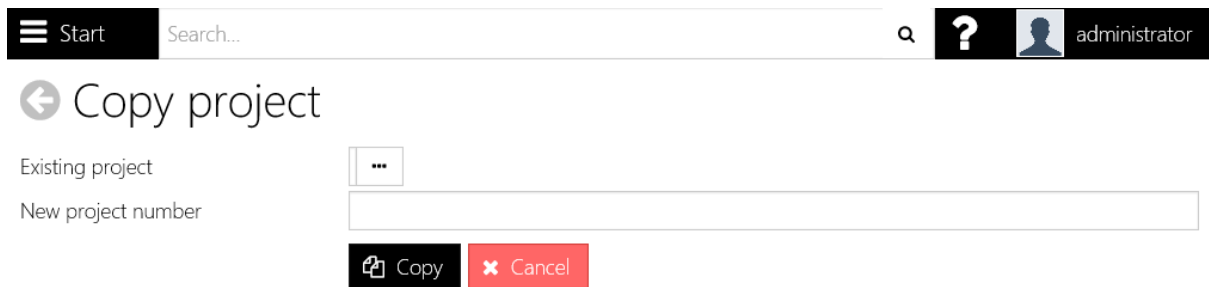 Start Search... ? administrator
Copy project
Existing project ...
New project number
Copy Cancel